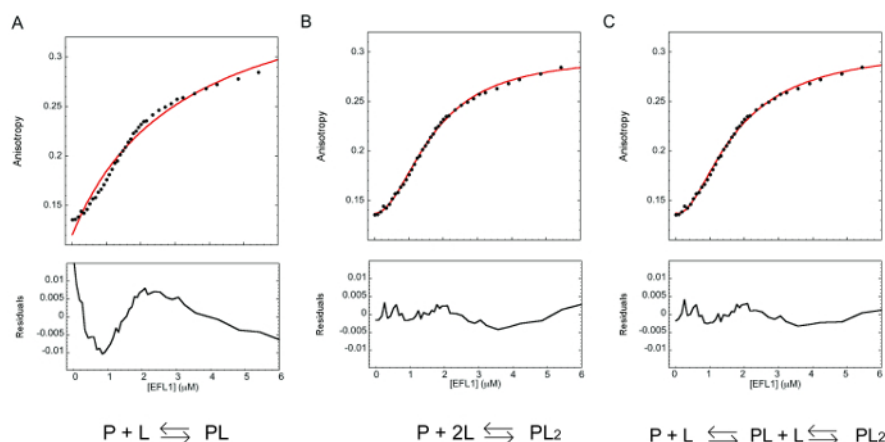 A
B
C
0.3
0.25
0.2
0.15
Anisotropy
0.3
0.25
0.2
0.15
Anisotropy
0.3
0.25
0.2
0.15
Anisotropy
0.01
0.005
0
-0.005
-0.01
Residuals
0 1 2 3 4 5 6
[EFL1] (μM)
0.01
0.005
0
-0.005
-0.01
Residuals
0 1 2 3 4 5 6
[EFL1] (μM)
0.01
0.005
0
-0.005
-0.01
Residuals
0 1 2 3 4 5 6
[EFL1] (μM)
P + L ⇆ PL
P + 2L ⇆ PL₂
P + L ⇆ PL + L ⇆ PL₂